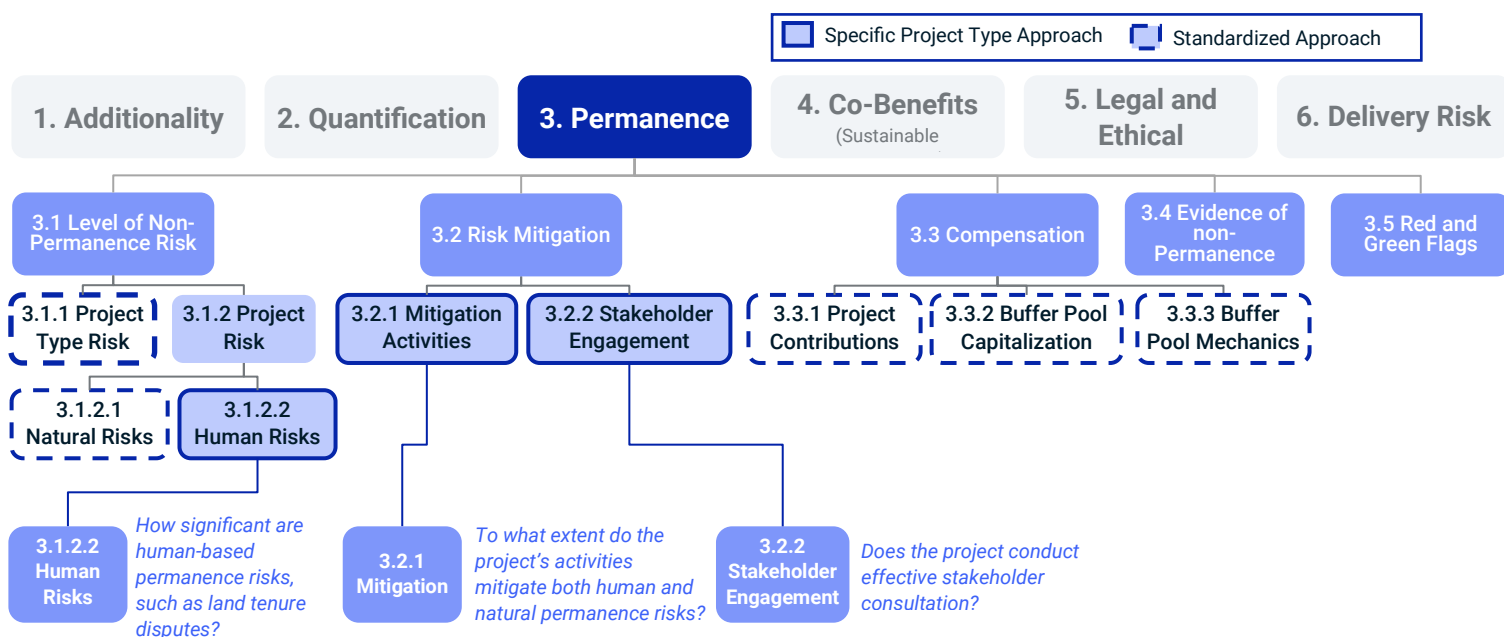 Specific Project Type Approach
Standardized Approach
1. Additionality
2. Quantification
3. Permanence
4. Co-Benefits
(Sustainable
5. Legal and
Ethical
6. Delivery Risk
3.1 Level of Non-
Permanence Risk
3.2 Risk Mitigation
3.3 Compensation
3.4 Evidence of
non-
Permanence
3.5 Red and
Green Flags
3.1.1 Project
Type Risk
3.1.2 Project
Risk
3.2.1 Mitigation
Activities
3.2.2 Stakeholder
Engagement
3.3.1 Project
Contributions
3.3.2 Buffer Pool
Capitalization
3.3.3 Buffer
Pool Mechanics
3.1.2.1
Natural Risks
3.1.2.2
Human Risks
3.1.2.2
Human
Risks
How significant are
human-based
permanence risks,
such as land tenure
disputes?
3.2.1
Mitigation
To what extent do the
project’s activities
mitigate both human and
natural permanence risks?
3.2.2
Stakeholder
Engagement
Does the project conduct
effective stakeholder
consultation?